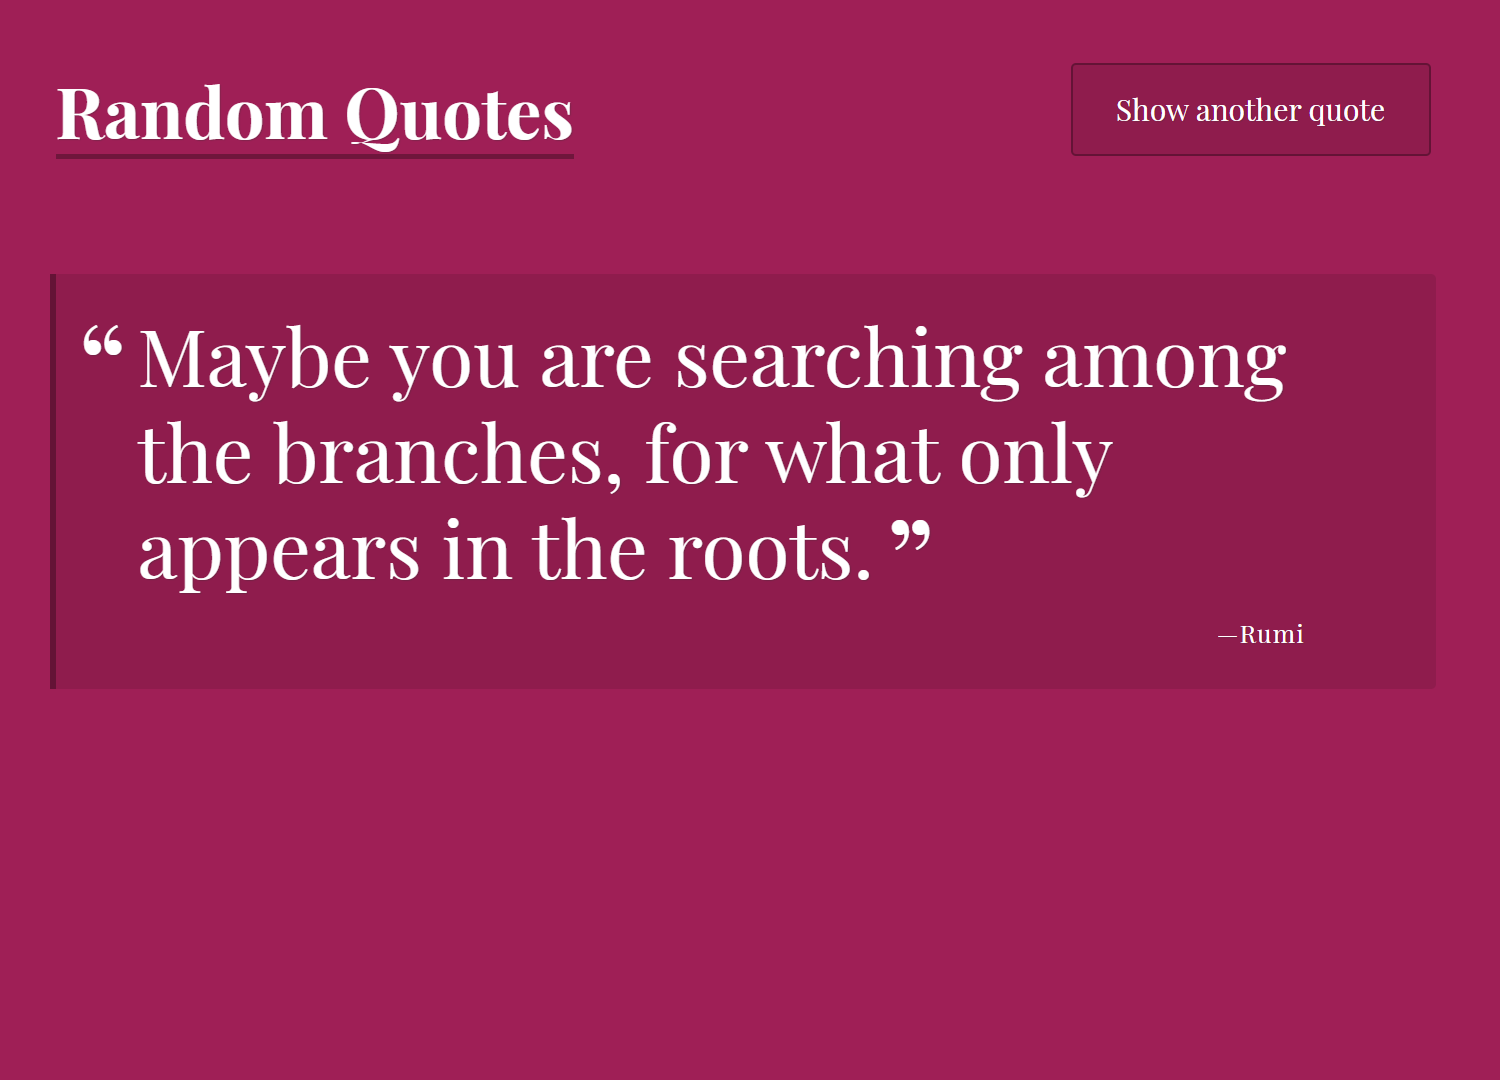 Random Quotes
Show another quote
“ Maybe you are searching among
the branches, for what only
appears in the roots. ”
—Rumi